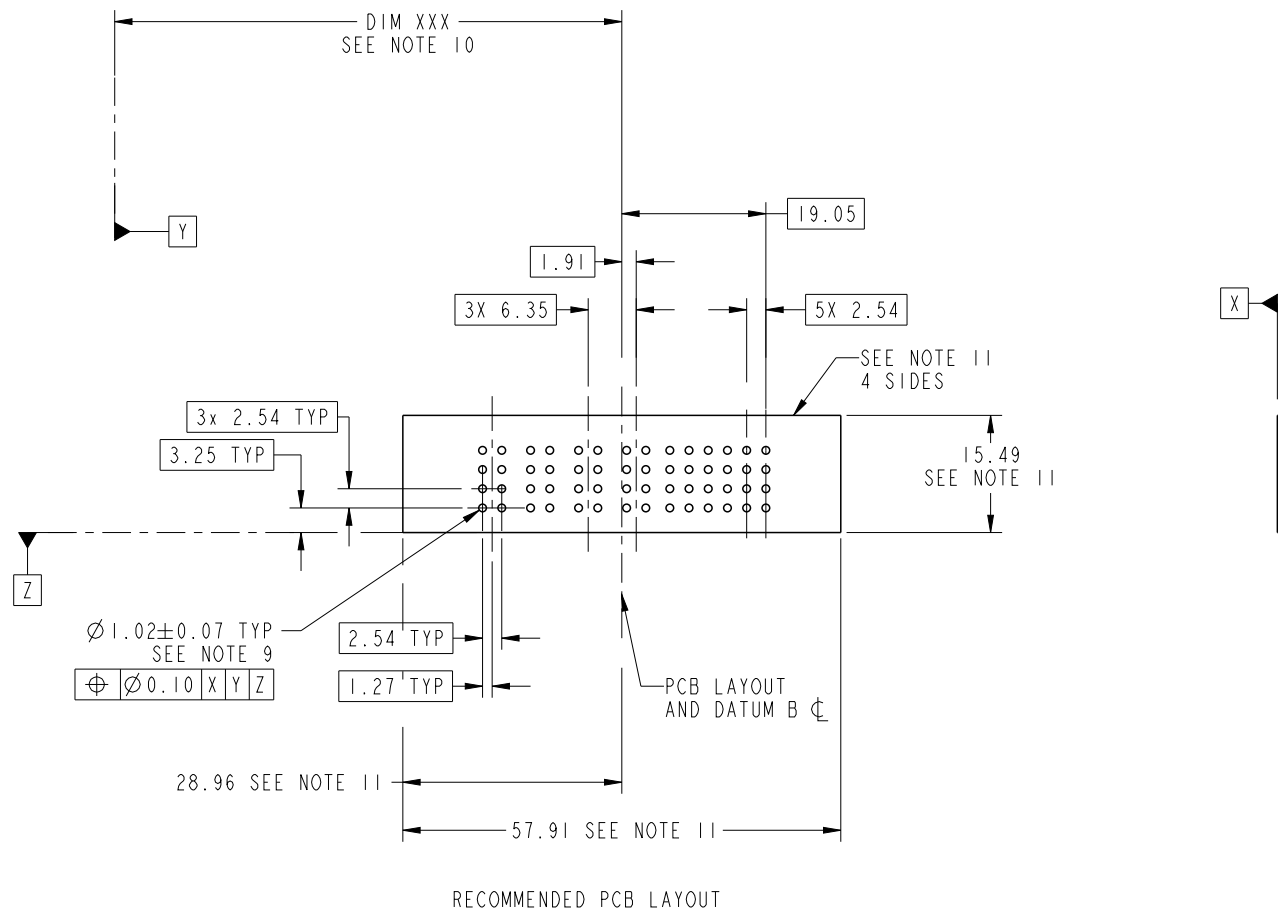 DIM XXX
SEE NOTE 10
19.05
Y
1.91
3X 6.35
5X 2.54
X
SEE NOTE 11
4 SIDES
3x 2.54 TYP
3.25 TYP
15.49
SEE NOTE 11
Z
Ø1.02±0.07 TYP
SEE NOTE 9
⌖ Ø0.10 X Y Z
2.54 TYP
1.27 TYP
PCB LAYOUT
AND DATUM B ℄
28.96 SEE NOTE 11
57.91 SEE NOTE 11
RECOMMENDED PCB LAYOUT